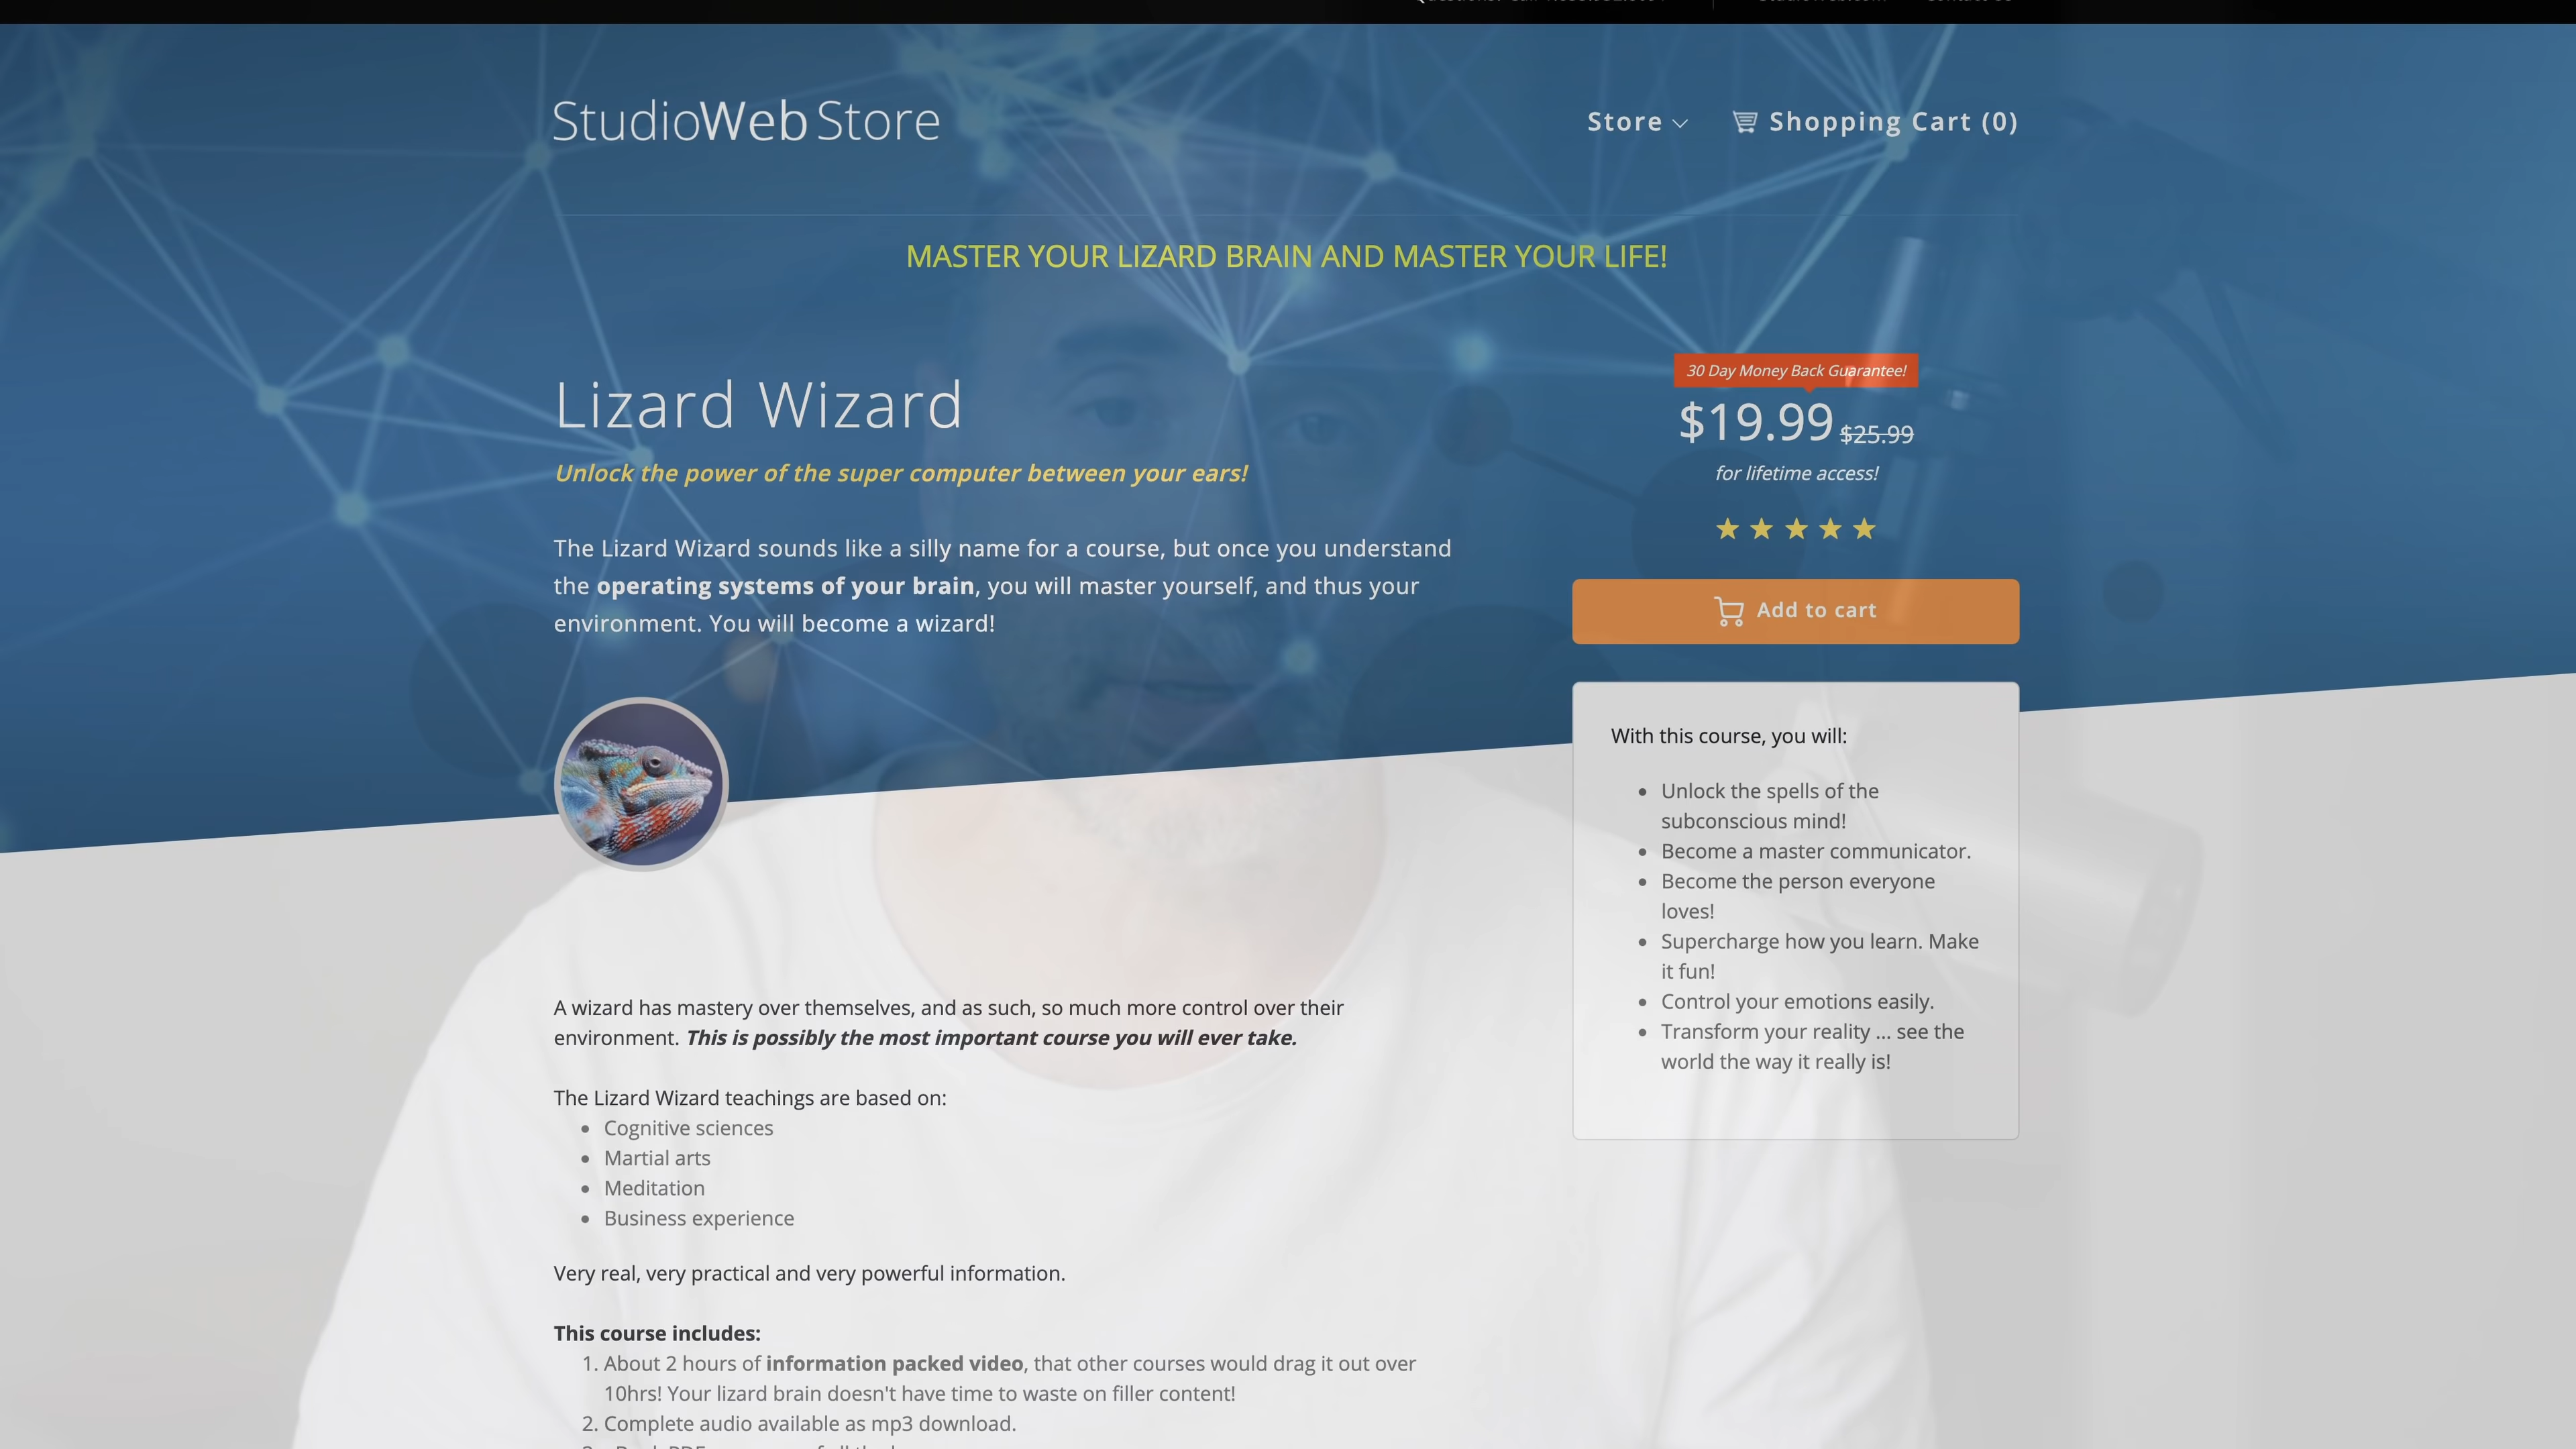 StudioWeb Store
Store
Shopping Cart (0)
MASTER YOUR LIZARD BRAIN AND MASTER YOUR LIFE!
Lizard Wizard
Unlock the power of the super computer between your ears!
The Lizard Wizard sounds like a silly name for a course, but once you understand
the operating systems of your brain, you will master yourself, and thus your
environment. You will become a wizard!
30 Day Money Back Guarantee!
$19.99 $25.99
for lifetime access!
Add to cart
With this course, you will:
• Unlock the spells of the
subconscious mind!
• Become a master communicator.
• Become the person everyone
loves!
• Supercharge how you learn. Make
it fun!
• Control your emotions easily.
• Transform your reality ... see the
world the way it really is!
A wizard has mastery over themselves, and as such, so much more control over their
environment. This is possibly the most important course you will ever take.
The Lizard Wizard teachings are based on:
• Cognitive sciences
• Martial arts
• Meditation
• Business experience
Very real, very practical and very powerful information.
This course includes:
1. About 2 hours of information packed video, that other courses would drag it out over
10hrs! Your lizard brain doesn't have time to waste on filler content!
2. Complete audio available as mp3 download.